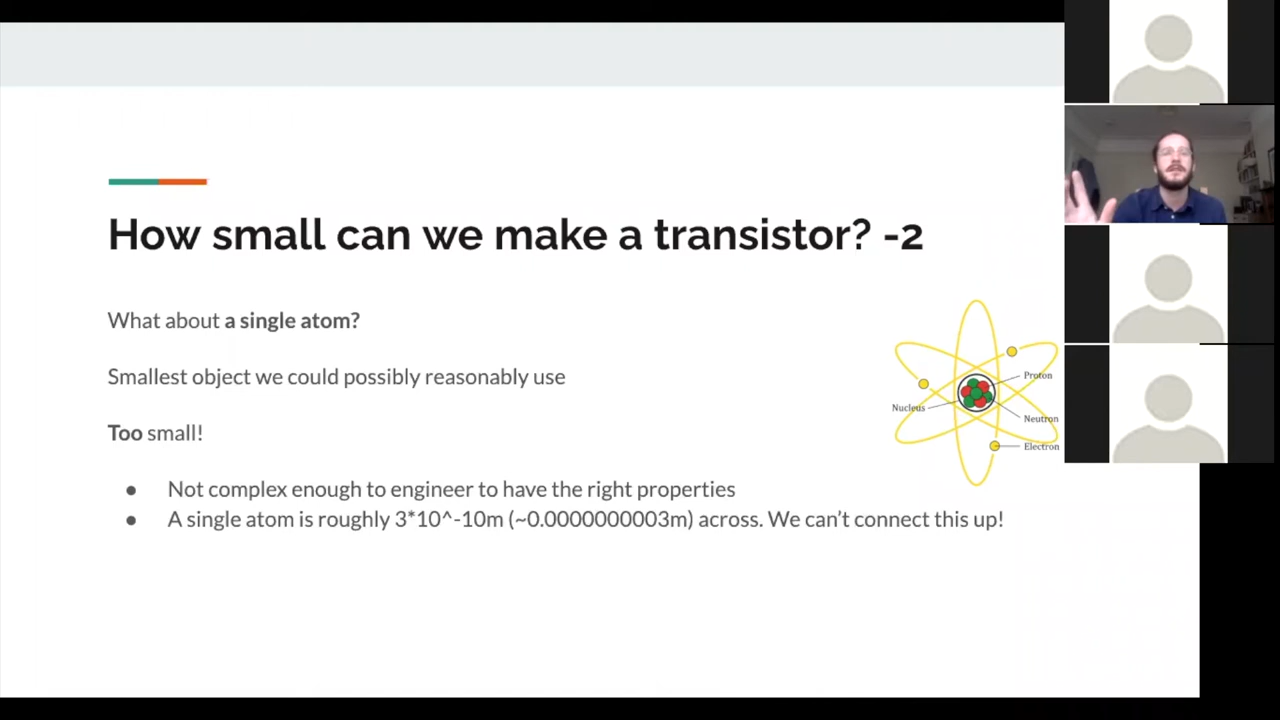 How small can we make a transistor? -2
What about a single atom?
Smallest object we could possibly reasonably use
Too small!
● Not complex enough to engineer to have the right properties
● A single atom is roughly 3*10^-10m (~0.0000000003m) across. We can’t connect this up!
Proton
Nucleus
Neutron
Electron